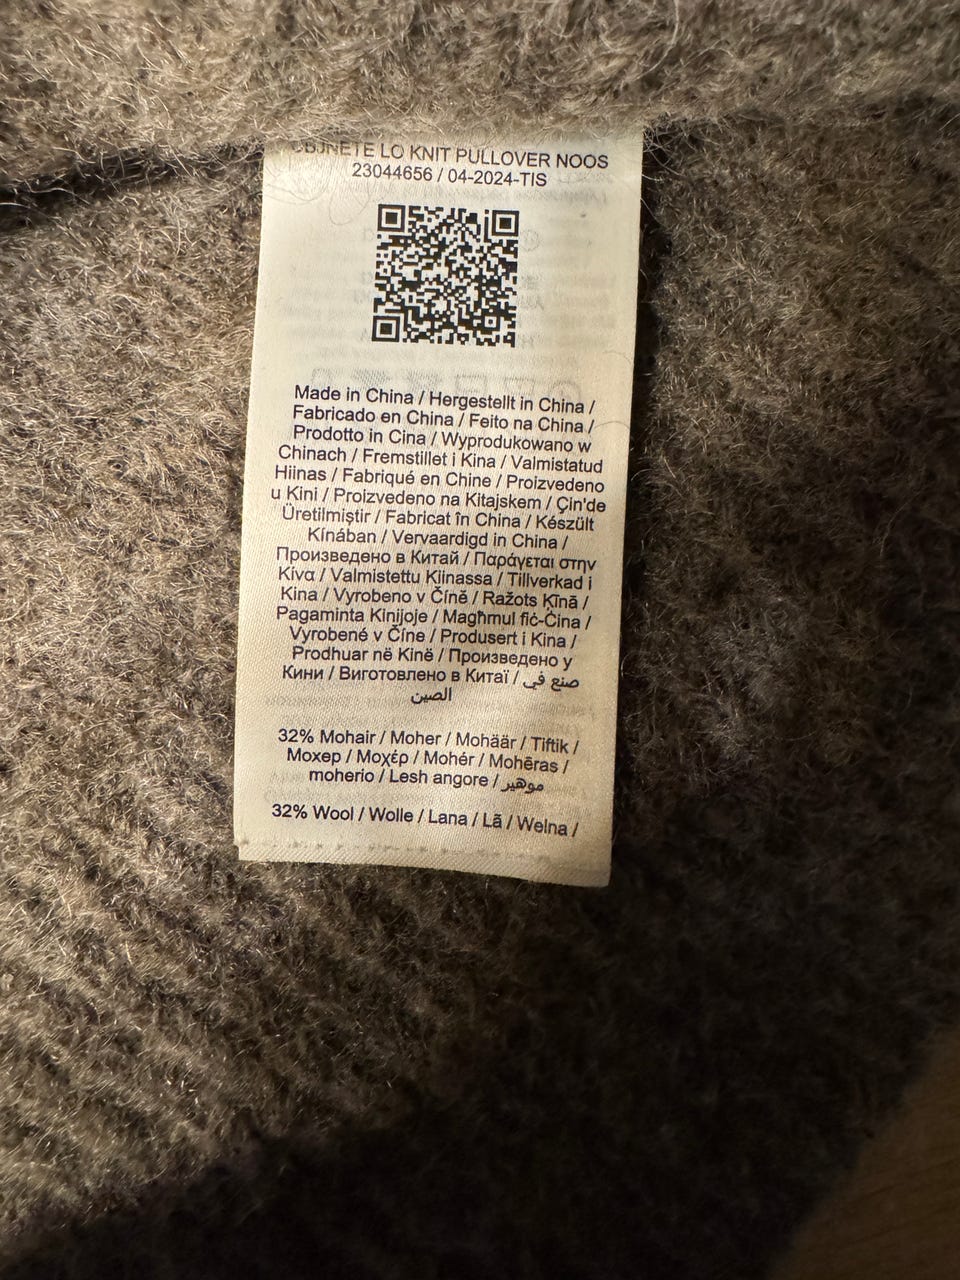 OBJNETE LO KNIT PULLOVER NOOS
23044656 / 04-2024-TIS
Made in China / Hergestellt in China /
Fabricado en China / Feito na China /
Prodotto in Cina / Wyprodukowano w
Chinach / Fremstillet i Kina / Valmistatud
Hiinas / Fabriqué en Chine / Proizvedeno
u Kini / Proizvedeno na Kitajskem / Çin'de
Üretilmiştir / Fabricat în China / Készült
Kínában / Vervaardigd in China /
Произведено в Китай / Παράγεται στην
Κίνα / Valmistettu Kiinassa / Tillverkad i
Kina / Vyrobeno v Číně / Ražots Ķīnā /
Pagaminta Kinijoje / Magħmul fiċ-Ċina /
Vyrobené v Číne / Produsert i Kina /
Prodhuar në Kinë / Произведено у
Кини / Виготовлено в Китаї / صنع في
الصين
32% Mohair / Moher / Mohäär / Tiftik /
Мохер / Μοχέρ / Mohér / Mohēras /
moherio / Lesh angore / موهير
32% Wool / Wolle / Lana / Lã / Wełna /